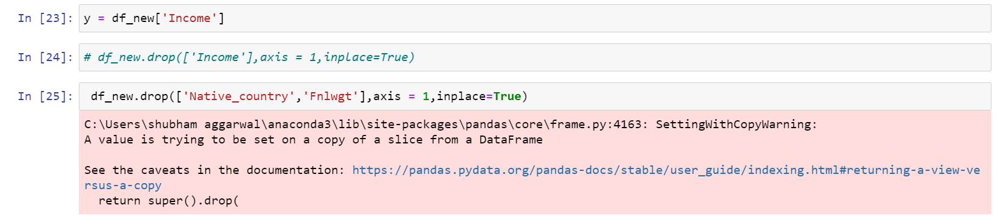 In [23]: y = df_new['Income']
In [24]: # df_new.drop(['Income'],axis = 1,inplace=True)
In [25]: df_new.drop(['Native_country','Fnlwgt'],axis = 1,inplace=True)
C:\Users\shubham aggarwal\anaconda3\lib\site-packages\pandas\core\frame.py:4163: SettingWithCopyWarning:
A value is trying to be set on a copy of a slice from a DataFrame
See the caveats in the documentation: https://pandas.pydata.org/pandas-docs/stable/user_guide/indexing.html#returning-a-view-ve
rsus-a-copy
return super().drop(